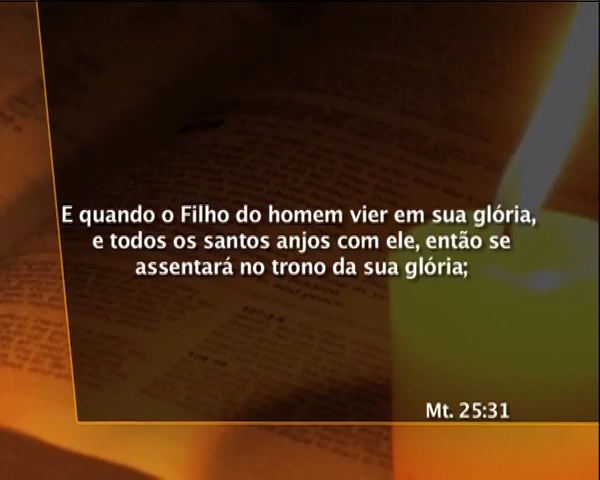 E quando o Filho do homem vier em sua glória,
e todos os santos anjos com ele, então se
assentará no trono da sua glória;
Mt. 25:31